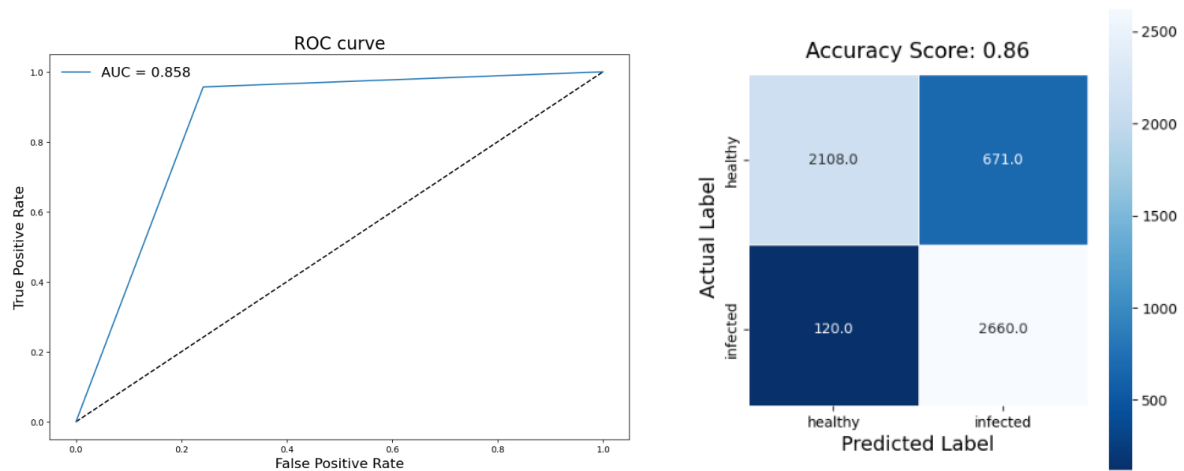 ROC curve
AUC = 0.858
True Positive Rate
1.0
0.8
0.6
0.4
0.2
0.0
0.0 0.2 0.4 0.6 0.8 1.0
False Positive Rate
Accuracy Score: 0.86
Actual Label
healthy
2108.0 671.0
infected
120.0 2660.0
healthy infected
Predicted Label
2500
2000
1500
1000
500